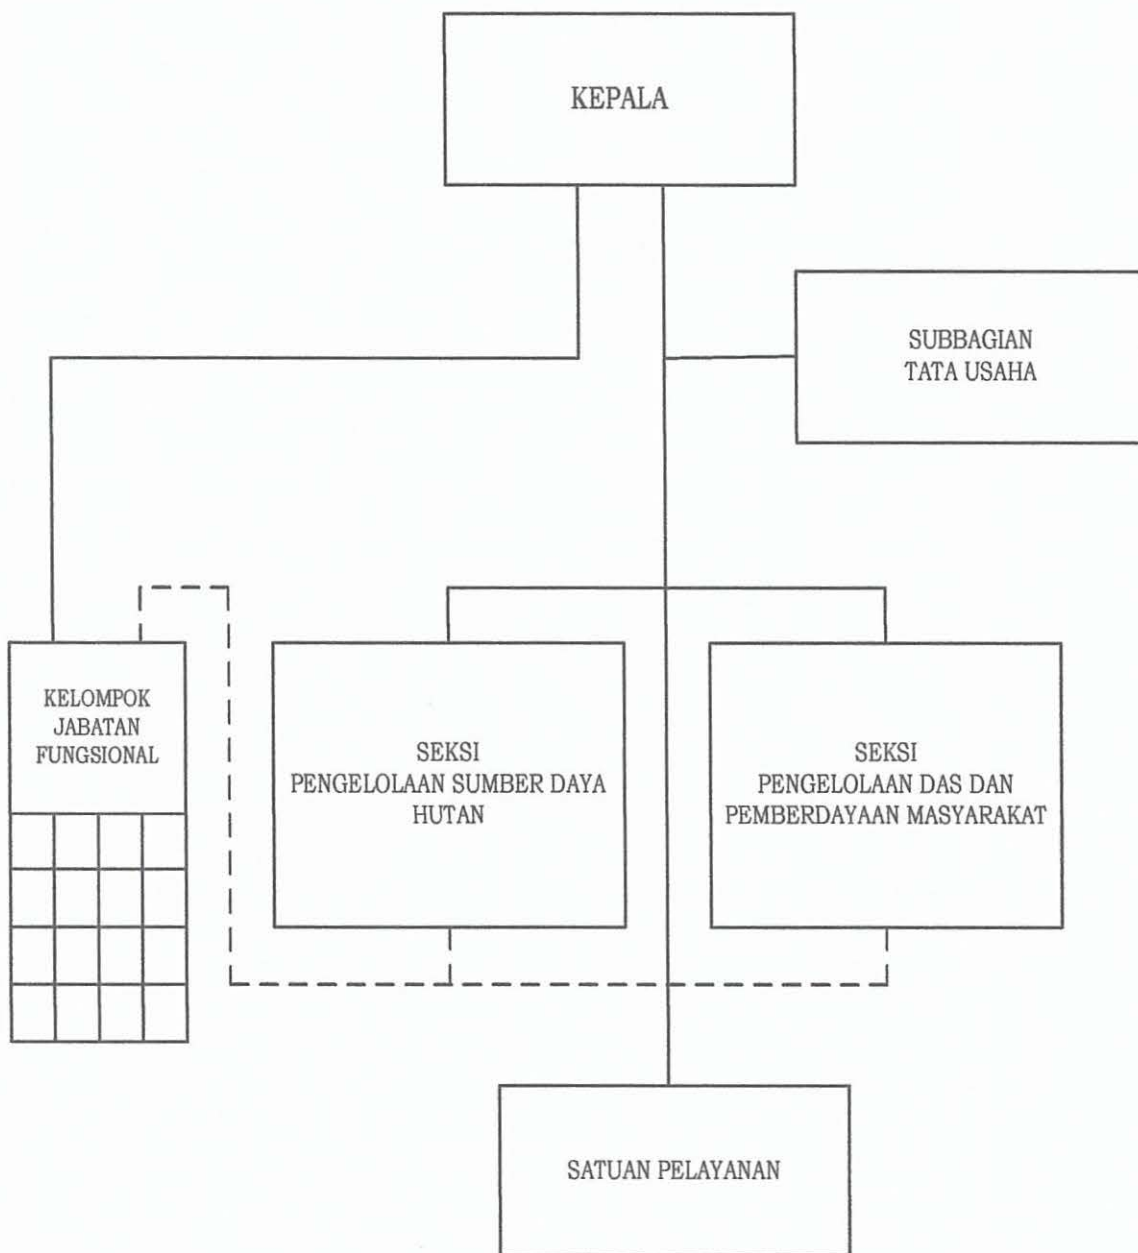 KEPALA
SUBBAGIAN
TATA USAHA
KELOMPOK
JABATAN
FUNGSIONAL
SEKSI
PENGELOLAAN SUMBER DAYA
HUTAN
SEKSI
PENGELOLAAN DAS DAN
PEMBERDAYAAN MASYARAKAT
SATUAN PELAYANAN